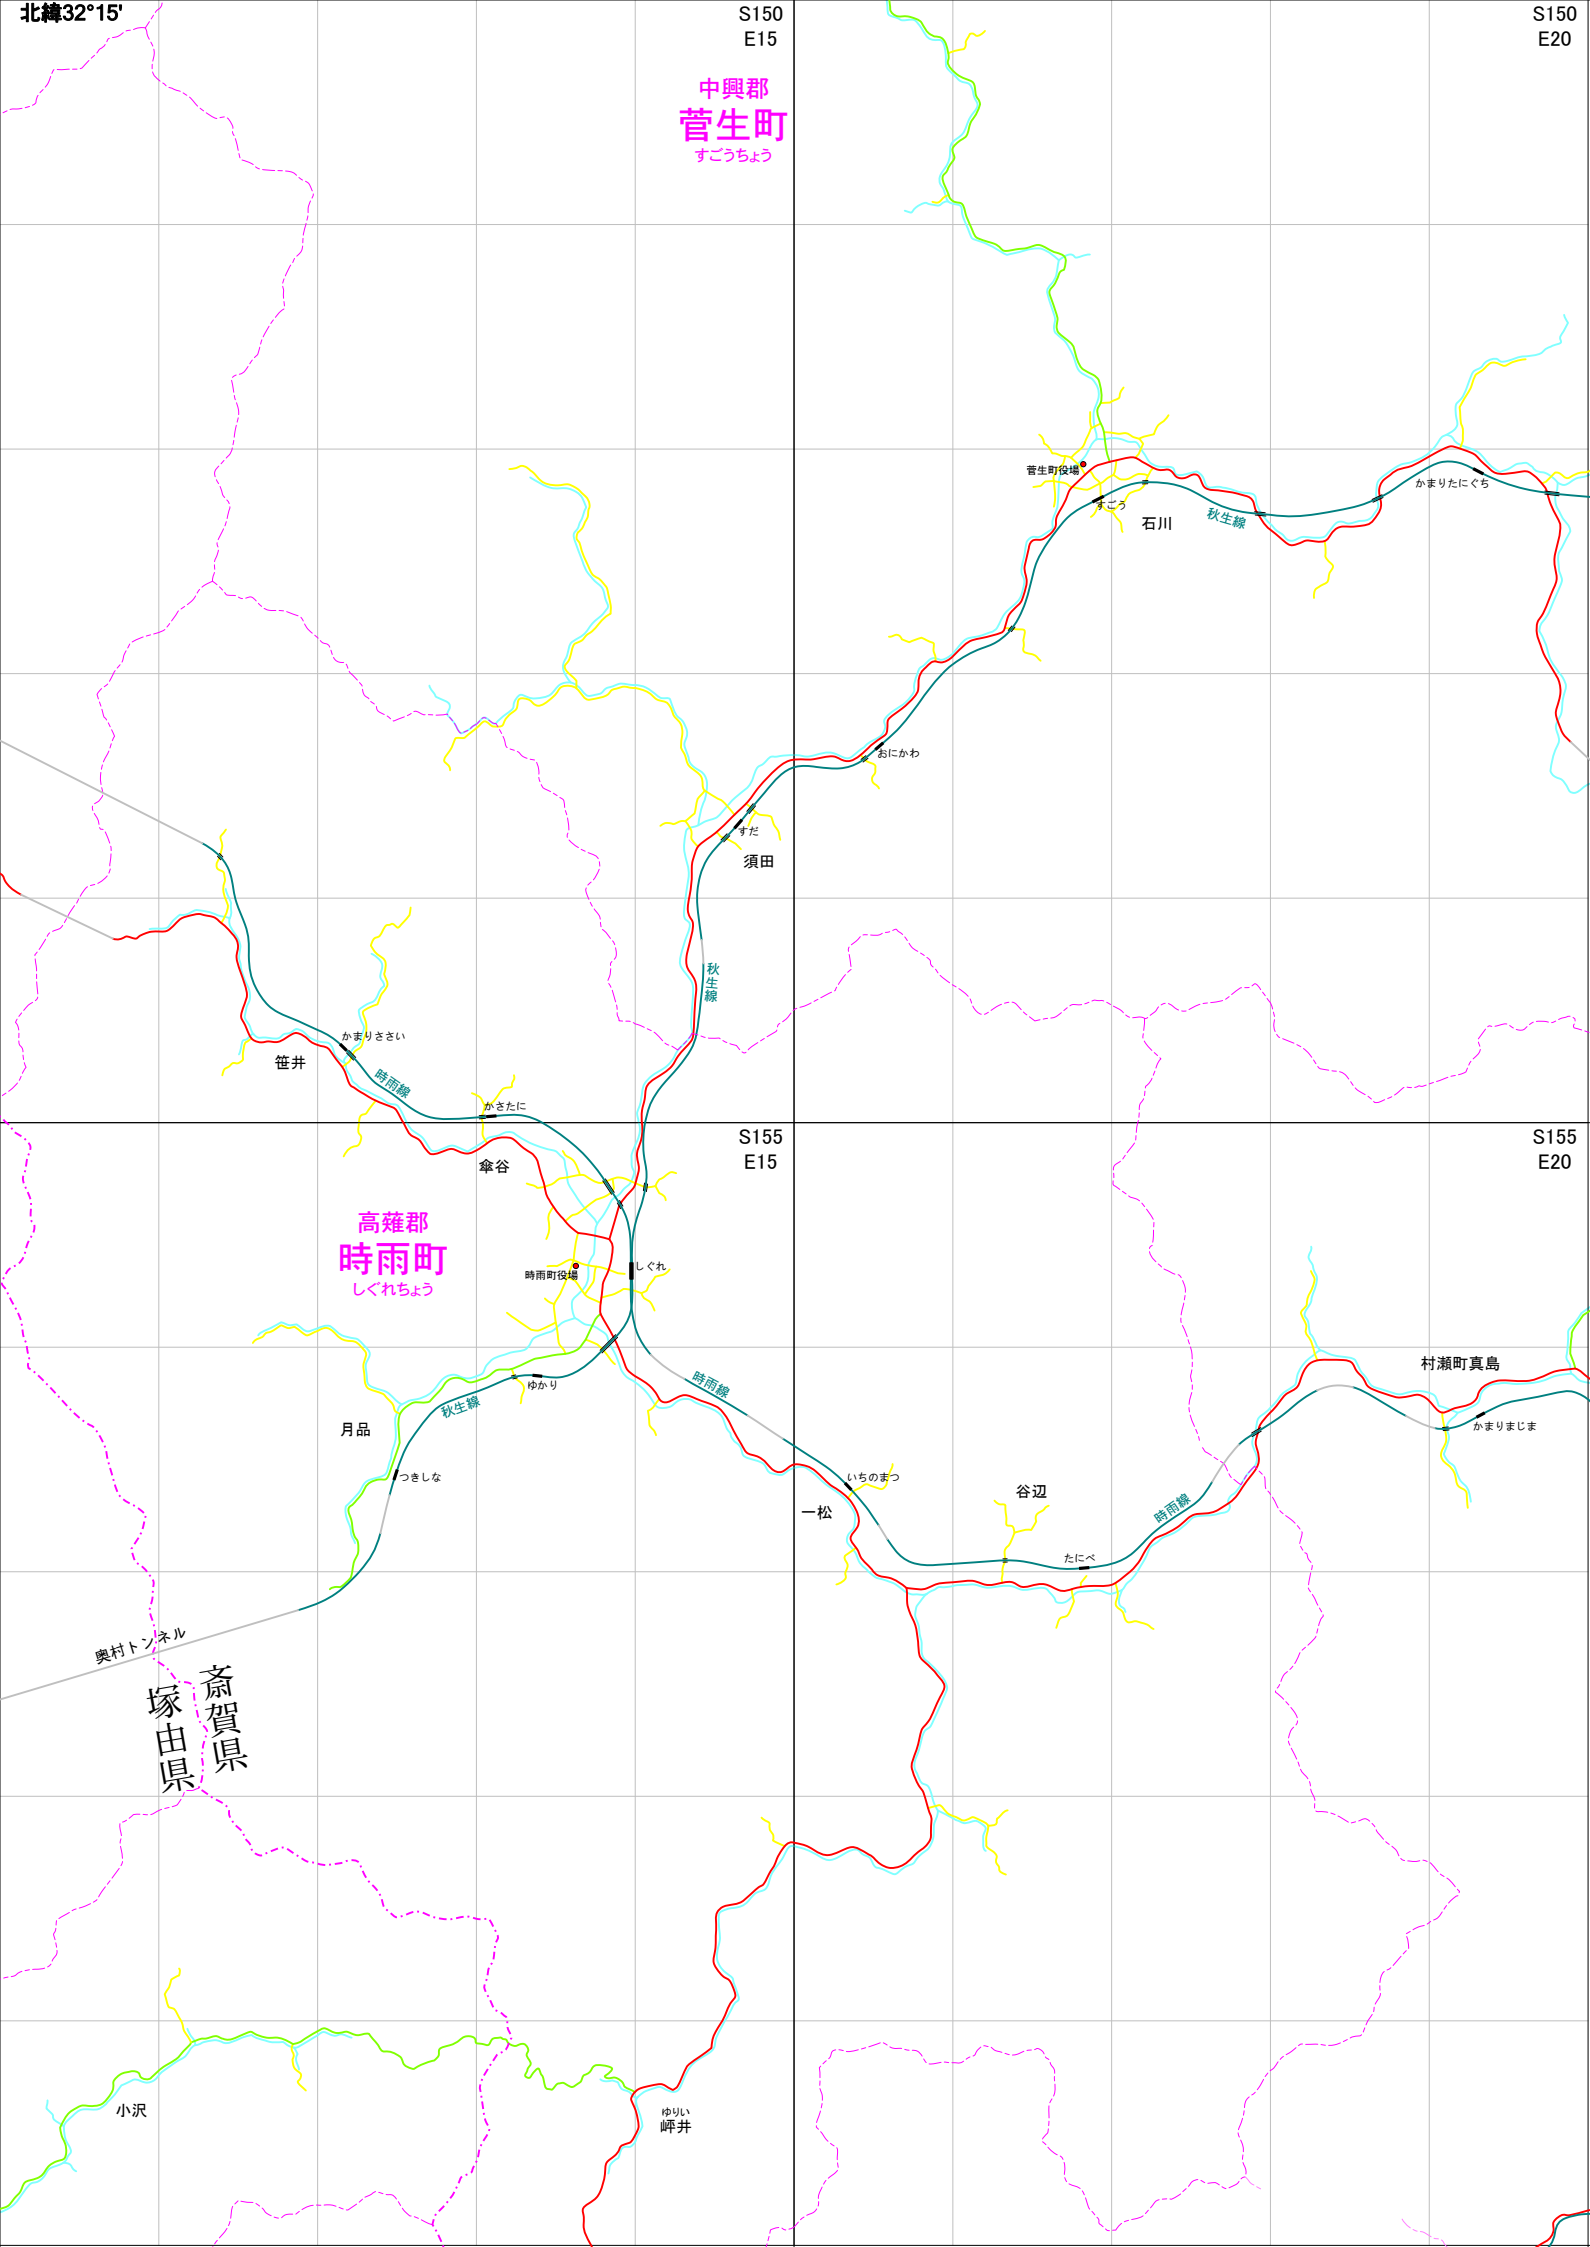 北緯32°15'
S150
E15
S150
E20
中興郡
菅生町
すごうちょう
菅生町役場
すごう
石川
秋生線
かまりたにぐち
おにかわ
すだ
須田
秋生線
かまりささい
笹井
時雨線
かさたに
傘谷
S155
E15
S155
E20
高薙郡
時雨町
しぐれちょう
時雨町役場
しぐれ
ゆかり
秋生線
月品
つきしな
時雨線
いちのまつ
一松
谷辺
たにべ
時雨線
村瀬町真島
かまりまじま
奥村トンネル
斎賀県
塚由県
小沢
ゆりい
岼井